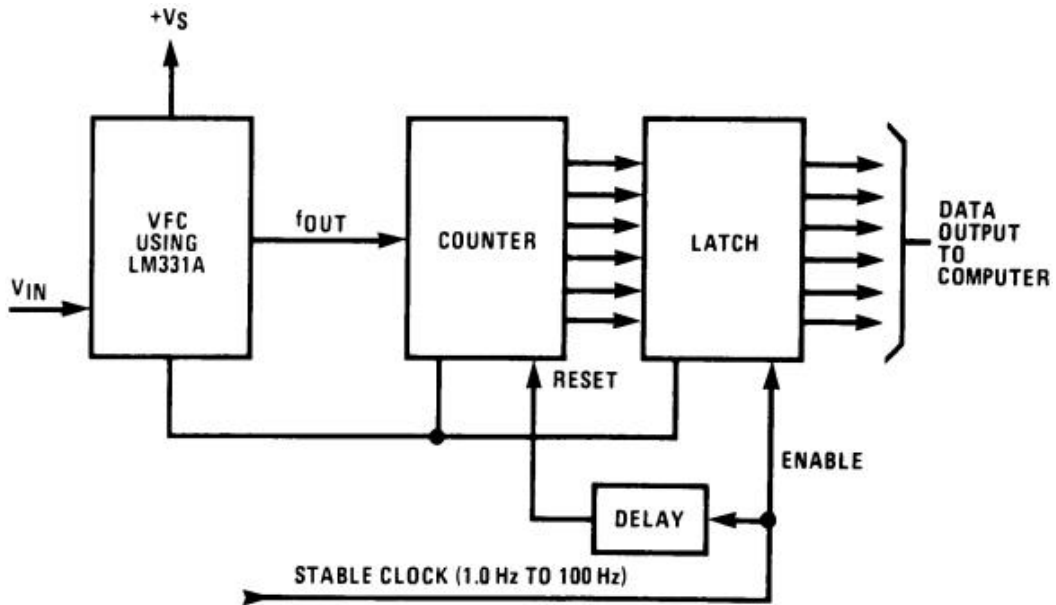 +VS
VFC
USING
LM331A
VIN
fOUT
COUNTER
LATCH
DATA
OUTPUT
TO
COMPUTER
RESET
ENABLE
DELAY
STABLE CLOCK (1.0 Hz TO 100 Hz)